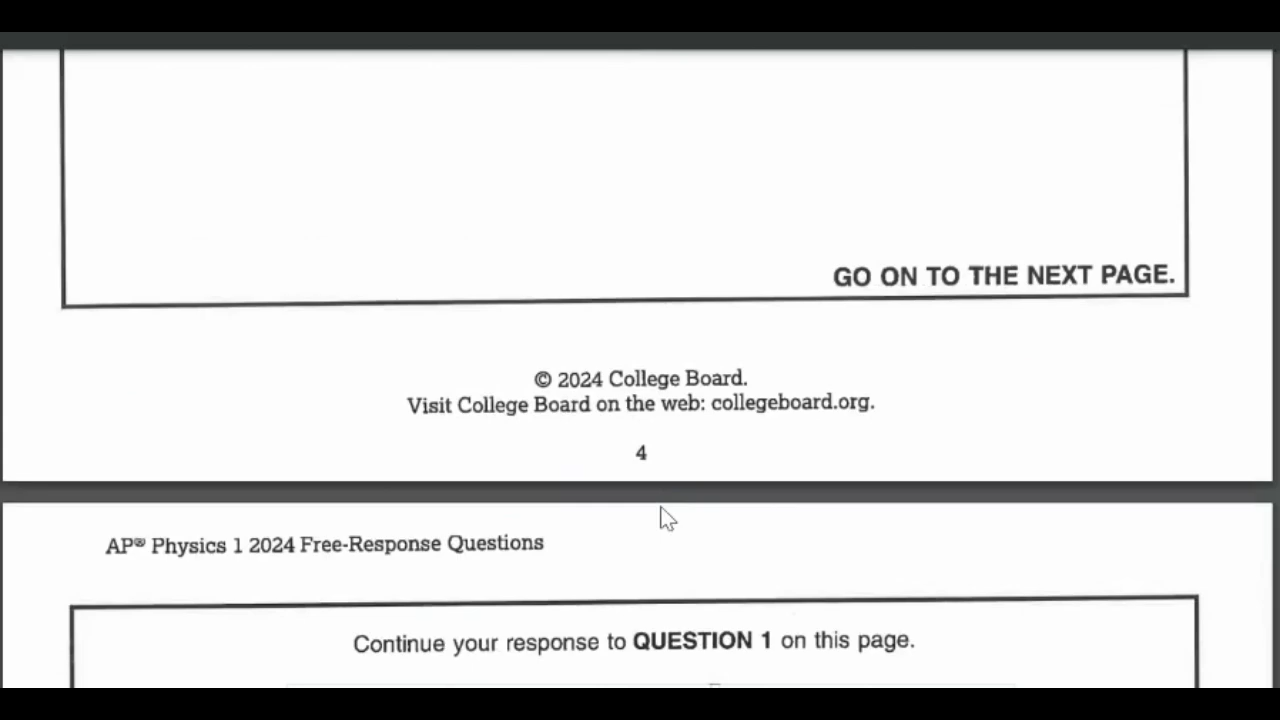 GO ON TO THE NEXT PAGE.
© 2024 College Board.
Visit College Board on the web: collegeboard.org.
4
AP® Physics 1 2024 Free-Response Questions
Continue your response to QUESTION 1 on this page.